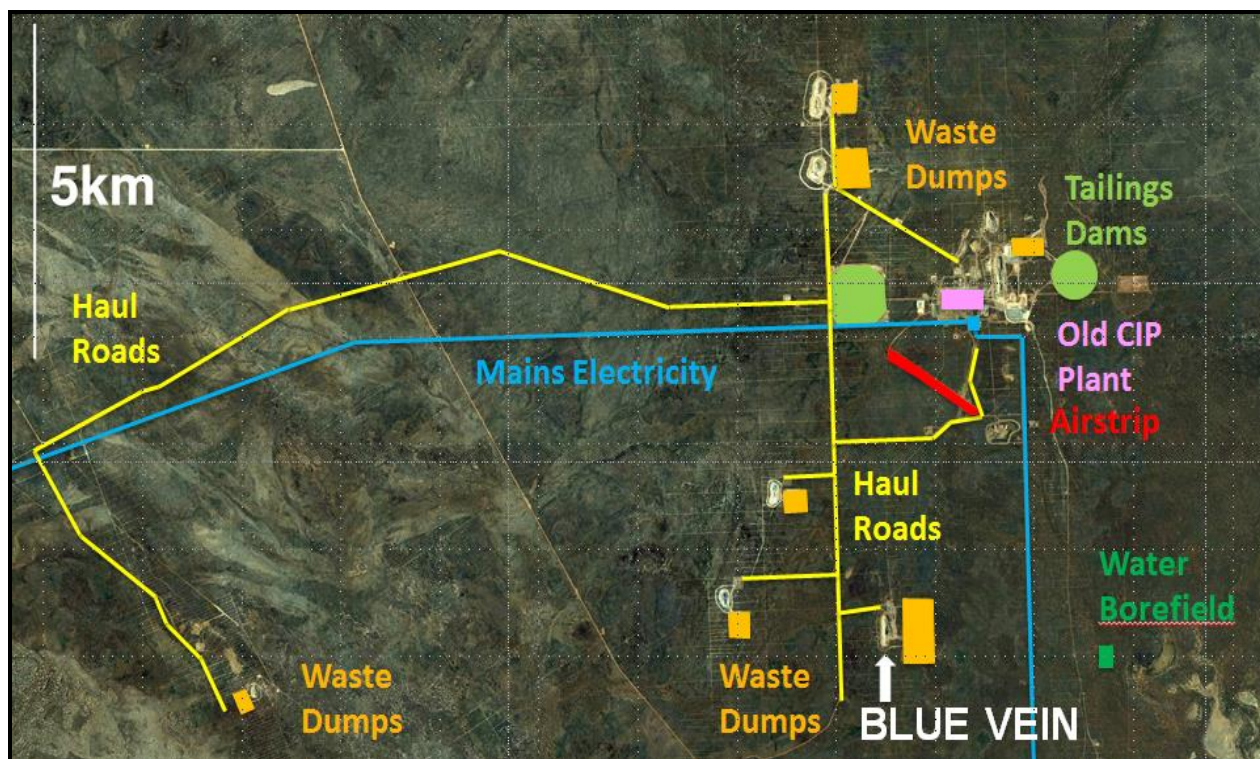 5km
Waste
Dumps
Tailings
Dams
Haul
Roads
Mains Electricity
Old CIP
Plant
Airstrip
Haul
Roads
Water
Borefield
Waste
Dumps
Waste
Dumps
BLUE VEIN